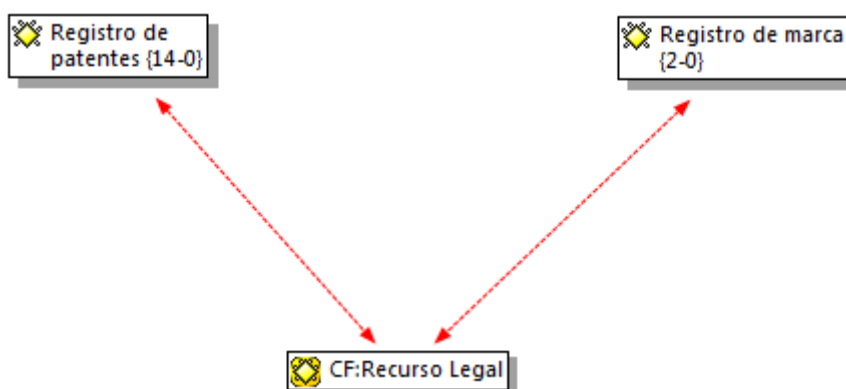 Registro de
patentes {14-0}
Registro de marca
{2-0}
CF:Recurso Legal